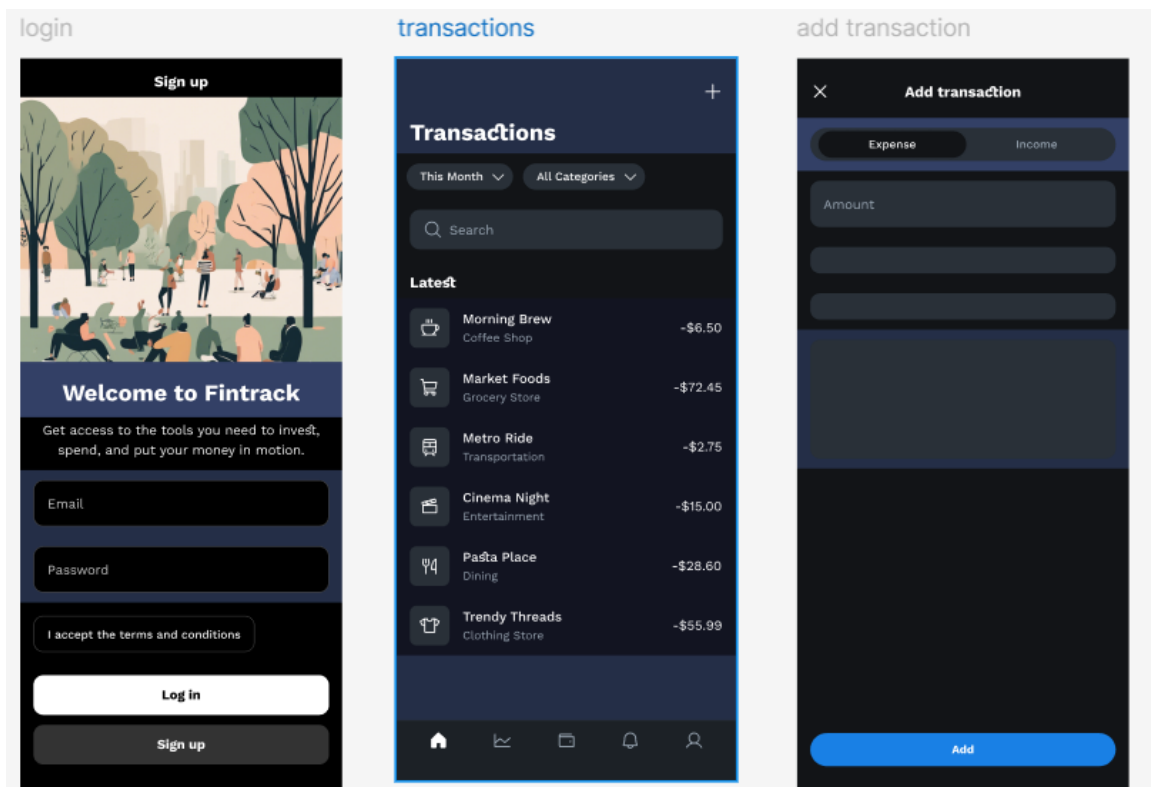 login
Sign up
Welcome to Fintrack
Get access to the tools you need to invest,
spend, and put your money in motion.
Email
Password
I accept the terms and conditions
Log in
Sign up
transactions
Transactions
This Month
All Categories
Search
Latest
Morning Brew
Coffee Shop
-$6.50
Market Foods
Grocery Store
-$72.45
Metro Ride
Transportation
-$2.75
Cinema Night
Entertainment
-$15.00
Pasta Place
Dining
-$28.60
Trendy Threads
Clothing Store
-$55.99
add transaction
Add transaction
Expense
Income
Amount
Add